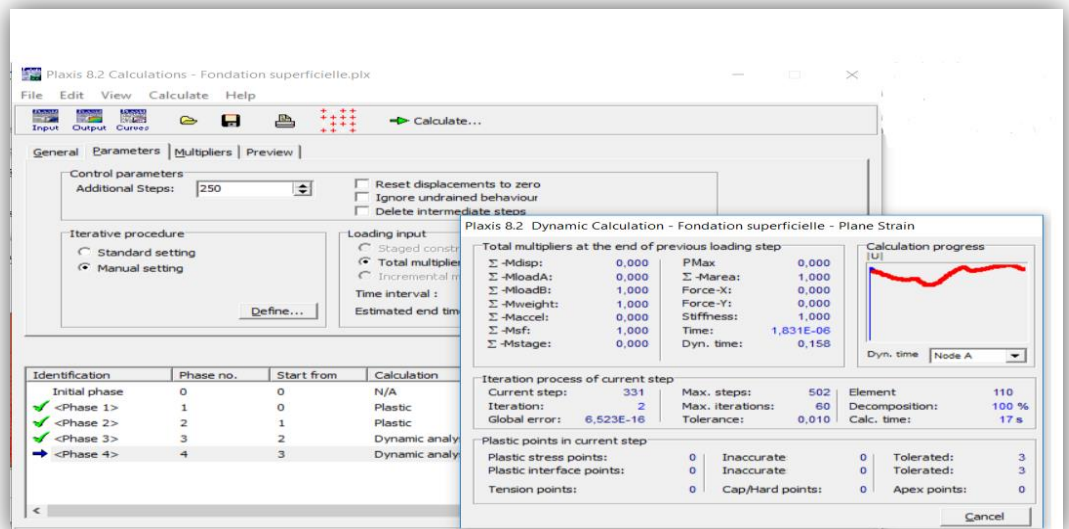 Plaxis 8.2 Calculations - Fondation superficielle.plx
File Edit View Calculate Help
Input Output Curves Calculate...
General Parameters Multipliers Preview
Control parameters
Additional Steps: 250
Reset displacements to zero
Ignore undrained behaviour
Delete intermediate steps
Iterative procedure
Standard setting
Manual setting
Define...
Loading input
Staged constr
Total multiplie
Incremental m
Time interval :
Estimated end tim
Identification Phase no. Start from Calculation
Initial phase 0 0 N/A
<Phase 1> 1 0 Plastic
<Phase 2> 2 1 Plastic
<Phase 3> 3 2 Dynamic analy
<Phase 4> 4 3 Dynamic analy
Plaxis 8.2 Dynamic Calculation - Fondation superficielle - Plane Strain
Total multipliers at the end of previous loading step
Σ -Mdisp: 0,000 PMax 0,000
Σ -MloadA: 0,000 Σ -Marea: 1,000
Σ -MloadB: 1,000 Force-X: 0,000
Σ -Mweight: 1,000 Force-Y: 0,000
Σ -Maccel: 0,000 Stiffness: 1,000
Σ -Msf: 1,000 Time: 1,831E-06
Σ -Mstage: 0,000 Dyn. time: 0,158
Calculation progress
|U|
Dyn. time Node A
Iteration process of current step
Current step: 331 Max. steps: 502 Element 110
Iteration: 2 Max. iterations: 60 Decomposition: 100 %
Global error: 6,523E-16 Tolerance: 0,010 Calc. time: 17 s
Plastic points in current step
Plastic stress points: 0 Inaccurate 0 Tolerated: 3
Plastic interface points: 0 Inaccurate 0 Tolerated: 3
Tension points: 0 Cap/Hard points: 0 Apex points: 0
Cancel